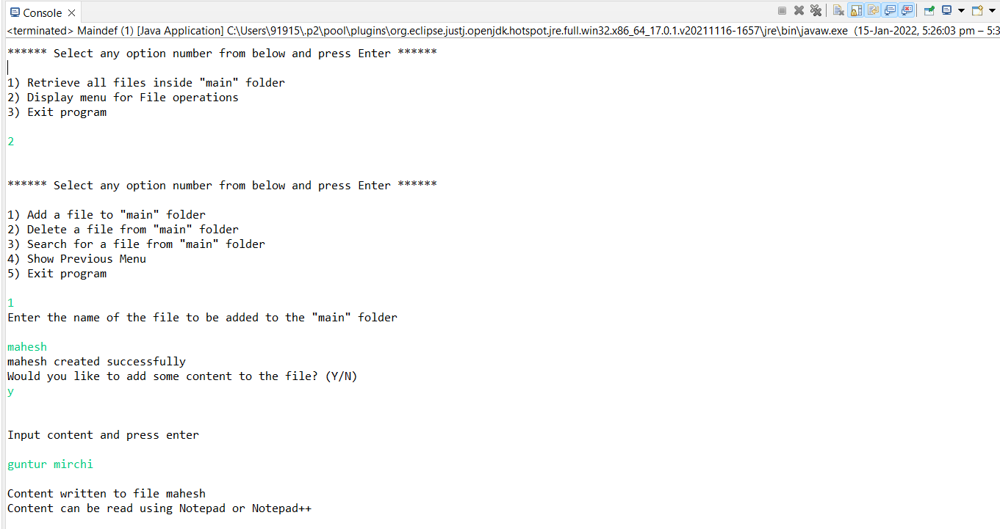 Console
<terminated> Maindef (1) [Java Application] C:\Users\91915\.p2\pool\plugins\org.eclipse.justj.openjdk.hotspot.jre.full.win32.x86_64_17.0.1.v20211116-1657\jre\bin\javaw.exe (15-Jan-2022, 5:26:03 pm – 5:3
****** Select any option number from below and press Enter ******
1) Retrieve all files inside "main" folder
2) Display menu for File operations
3) Exit program
2
****** Select any option number from below and press Enter ******
1) Add a file to "main" folder
2) Delete a file from "main" folder
3) Search for a file from "main" folder
4) Show Previous Menu
5) Exit program
1
Enter the name of the file to be added to the "main" folder
mahesh
mahesh created successfully
Would you like to add some content to the file? (Y/N)
y
Input content and press enter
guntur mirchi
Content written to file mahesh
Content can be read using Notepad or Notepad++